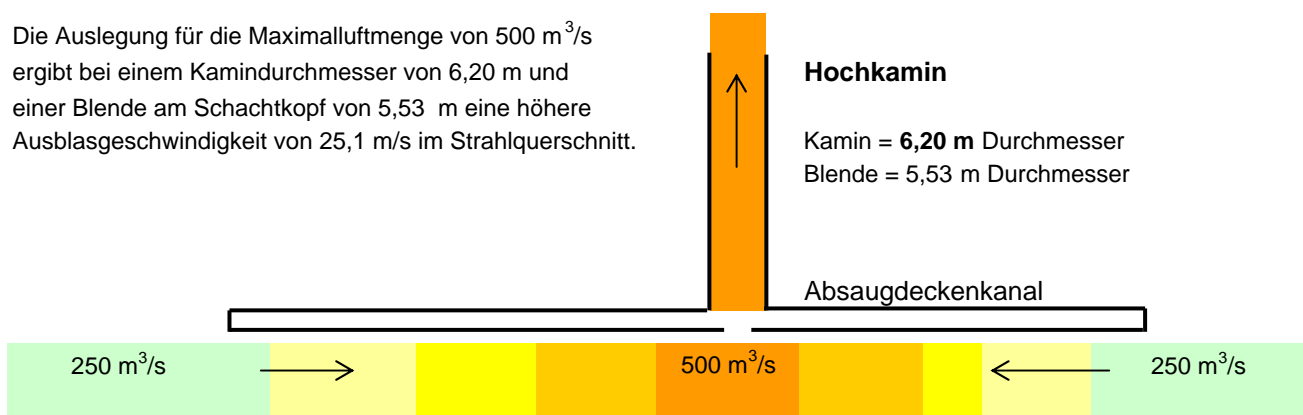 Die Auslegung für die Maximalluftmenge von 500 m³/s
ergibt bei einem Kamindurchmesser von 6,20 m und
einer Blende am Schachtkopf von 5,53 m eine höhere
Ausblasgeschwindigkeit von 25,1 m/s im Strahlquerschnitt.
Hochkamin
Kamin = 6,20 m Durchmesser
Blende = 5,53 m Durchmesser
Absaugdeckenkanal
250 m³/s
500 m³/s
250 m³/s